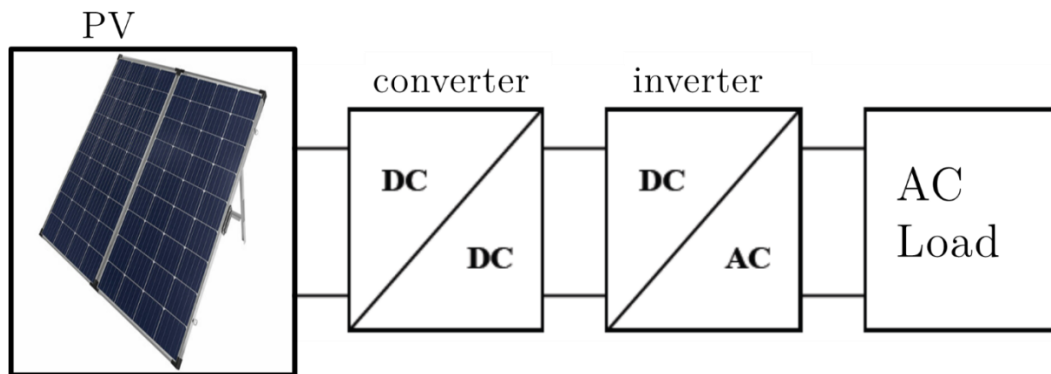 PV
converter
inverter
DC
DC
DC
AC
AC
Load